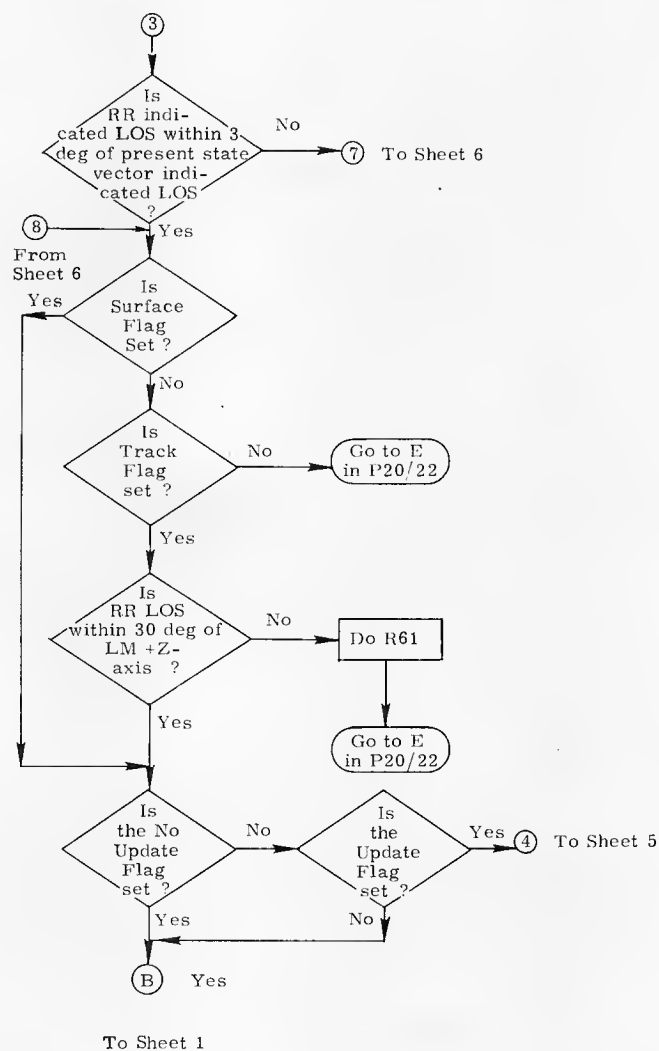 3
Is
RR indi-
cated LOS within 3
deg of present state
vector indi-
cated LOS
?
No
7
To Sheet 6
8
Yes
From
Sheet 6
Yes
Is
Surface
Flag
Set ?
No
Is
Track
Flag
set ?
No
Go to E
in P20/22
Yes
Is
RR LOS
within 30 deg of
LM +Z-
axis ?
No
Do R61
Yes
Go to E
in P20/22
Is
the No
Update
Flag
set ?
No
Is
the
Update
Flag
set ?
Yes
4
To Sheet 5
Yes
No
B
Yes
To Sheet 1